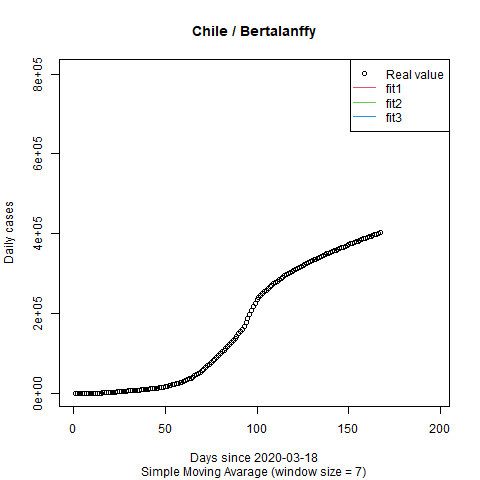 Chile / Bertalanffy
Real value
fit1
fit2
fit3
Daily cases
0e+00
2e+05
4e+05
6e+05
8e+05
0
50
100
150
200
Days since 2020-03-18
Simple Moving Avarage (window size = 7)